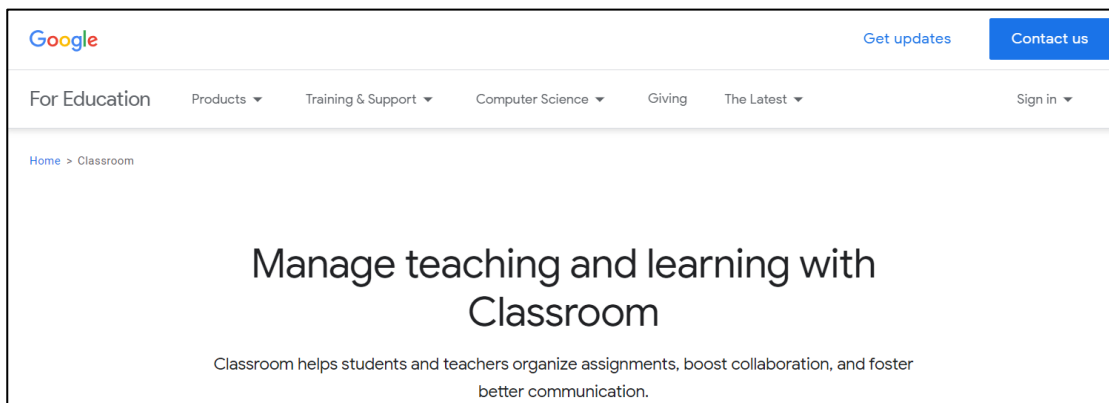 Google Get updates Contact us
For Education Products Training & Support Computer Science Giving The Latest Sign in
Home > Classroom
Manage teaching and learning with
Classroom
Classroom helps students and teachers organize assignments, boost collaboration, and foster
better communication.